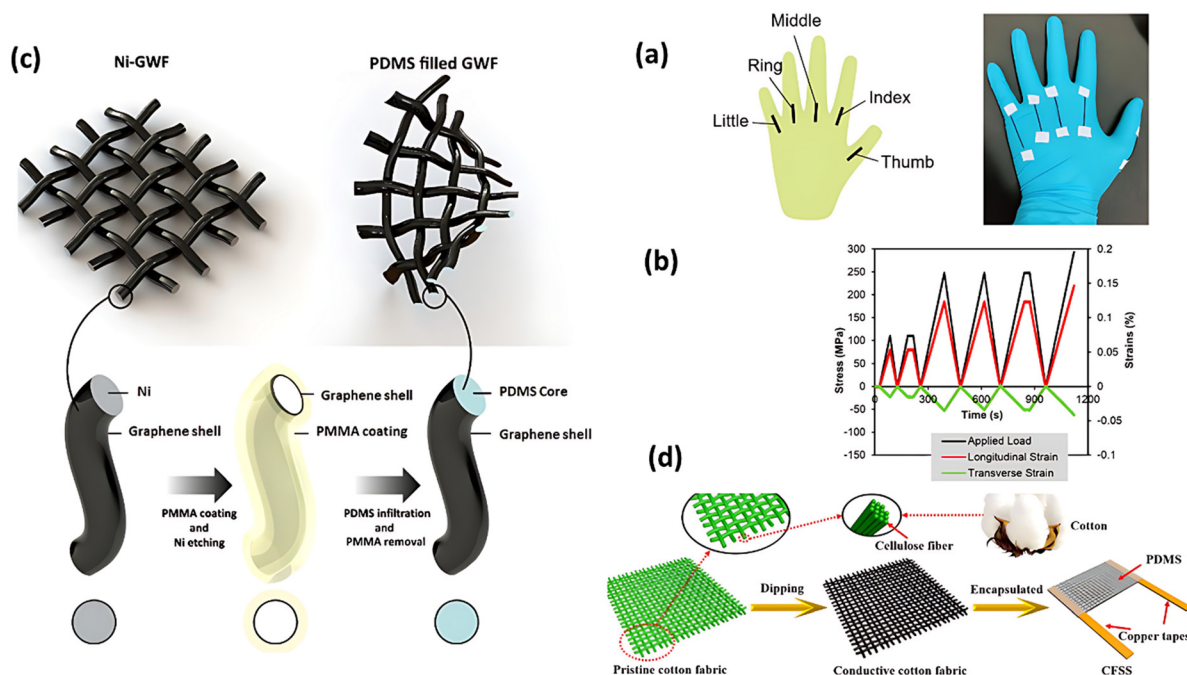 (c)
Ni-GWF
PDMS filled GWF
Ni
Graphene shell
PMMA coating
and
Ni etching
Graphene shell
PMMA coating
PDMS infiltration
and
PMMA removal
PDMS Core
Graphene shell
(a)
Middle
Ring
Index
Little
Thumb
(b)
300
250
200
150
100
50
0
-50
-100
-150
Stress (MPa)
0.2
0.15
0.1
0.05
0
-0.05
-0.1
Strains (%)
0
300
600
900
1200
Time (s)
Applied Load
Longitudinal Strain
Transverse Strain
(d)
Cellulose fiber
Cotton
Dipping
Encapsulated
PDMS
Copper tapes
Pristine cotton fabric
Conductive cotton fabric
CFSS